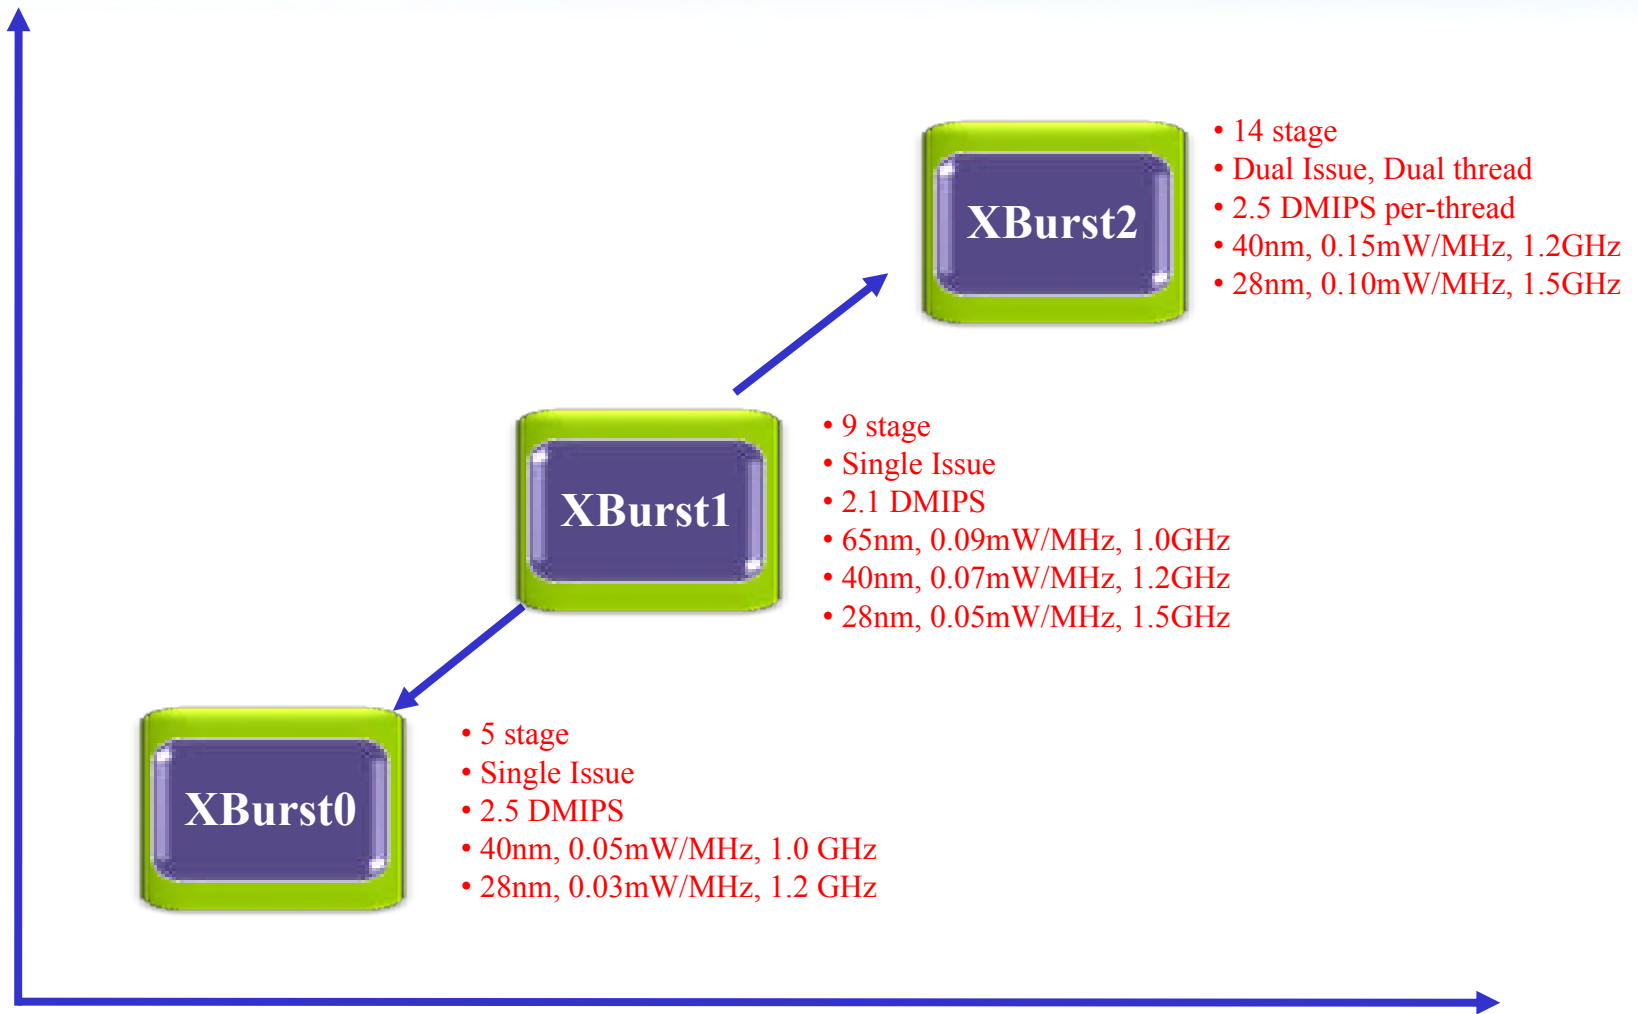 XBurst2
• 14 stage
• Dual Issue, Dual thread
• 2.5 DMIPS per-thread
• 40nm, 0.15mW/MHz, 1.2GHz
• 28nm, 0.10mW/MHz, 1.5GHz
XBurst1
• 9 stage
• Single Issue
• 2.1 DMIPS
• 65nm, 0.09mW/MHz, 1.0GHz
• 40nm, 0.07mW/MHz, 1.2GHz
• 28nm, 0.05mW/MHz, 1.5GHz
XBurst0
• 5 stage
• Single Issue
• 2.5 DMIPS
• 40nm, 0.05mW/MHz, 1.0 GHz
• 28nm, 0.03mW/MHz, 1.2 GHz